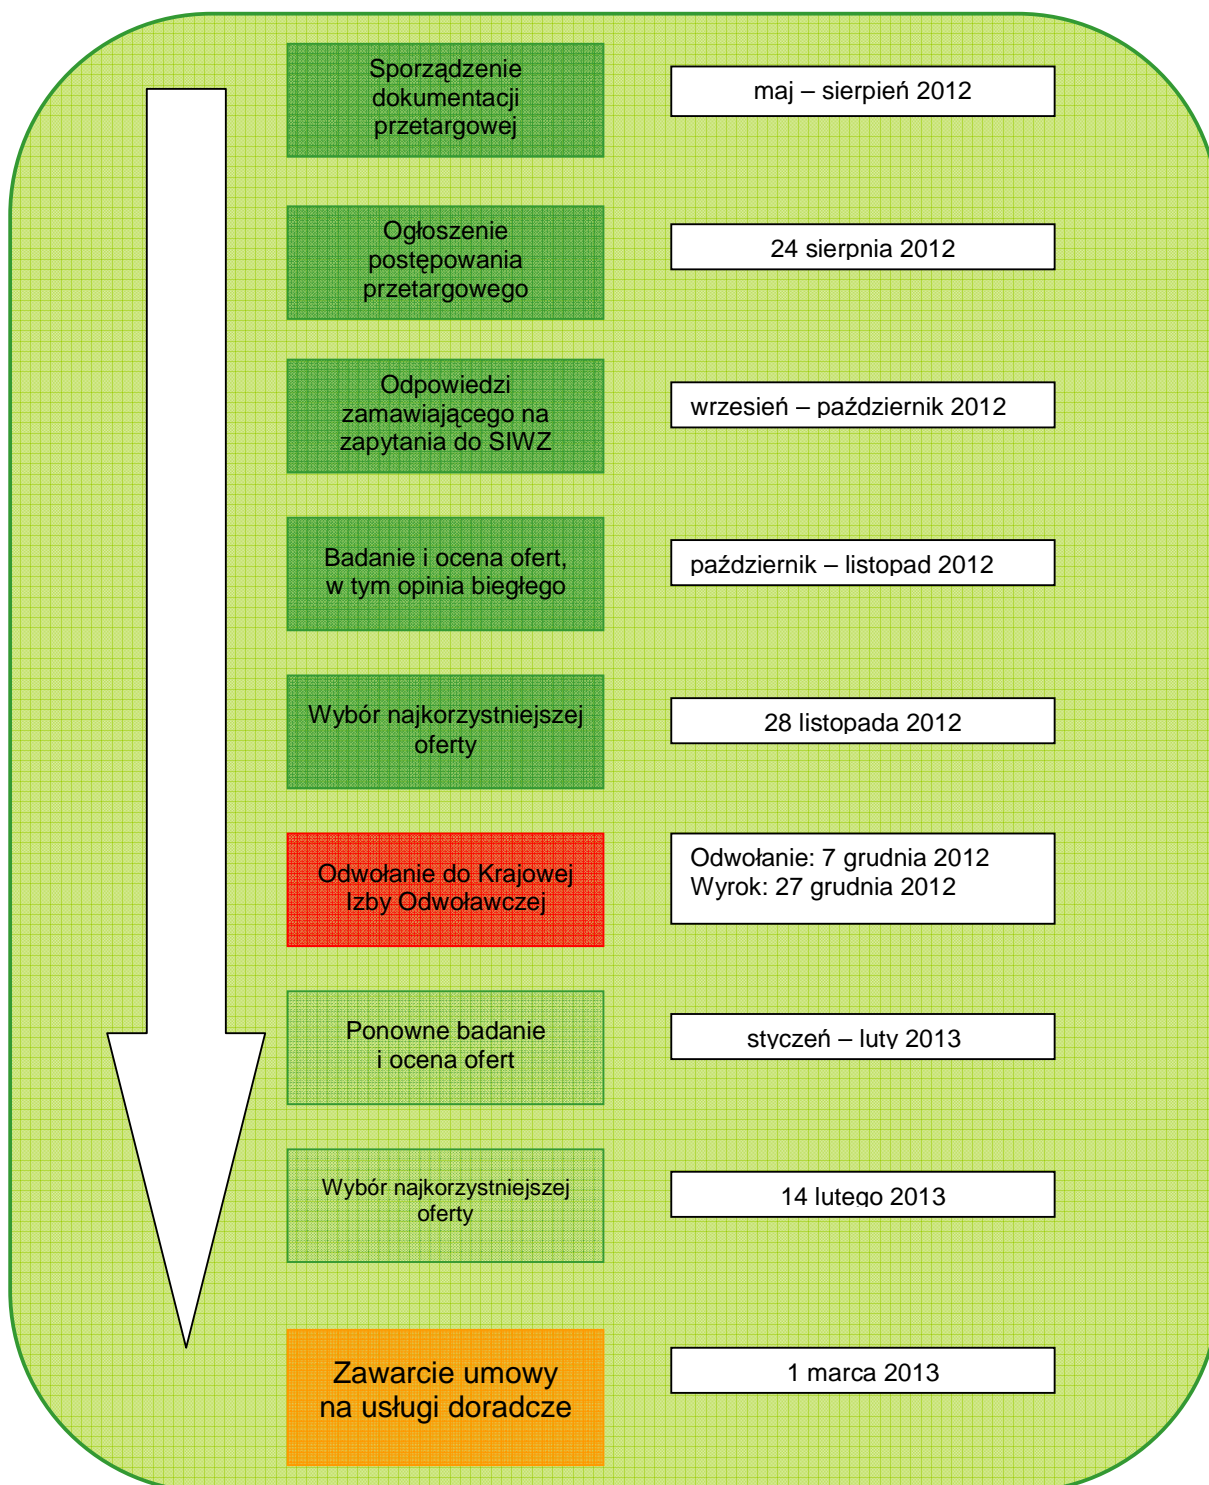 Sporządzenie
dokumentacji
przetargowej
maj – sierpień 2012
Ogłoszenie
postępowania
przetargowego
24 sierpnia 2012
Odpowiedzi
zamawiającego na
zapytania do SIWZ
wrzesień – październik 2012
Badanie i ocena ofert,
w tym opinia biegłego
październik – listopad 2012
Wybór najkorzystniejszej
oferty
28 listopada 2012
Odwołanie do Krajowej
Izby Odwoławczej
Odwołanie: 7 grudnia 2012
Wyrok: 27 grudnia 2012
Ponowne badanie
i ocena ofert
styczeń – luty 2013
Wybór najkorzystniejszej
oferty
14 lutego 2013
Zawarcie umowy
na usługi doradcze
1 marca 2013